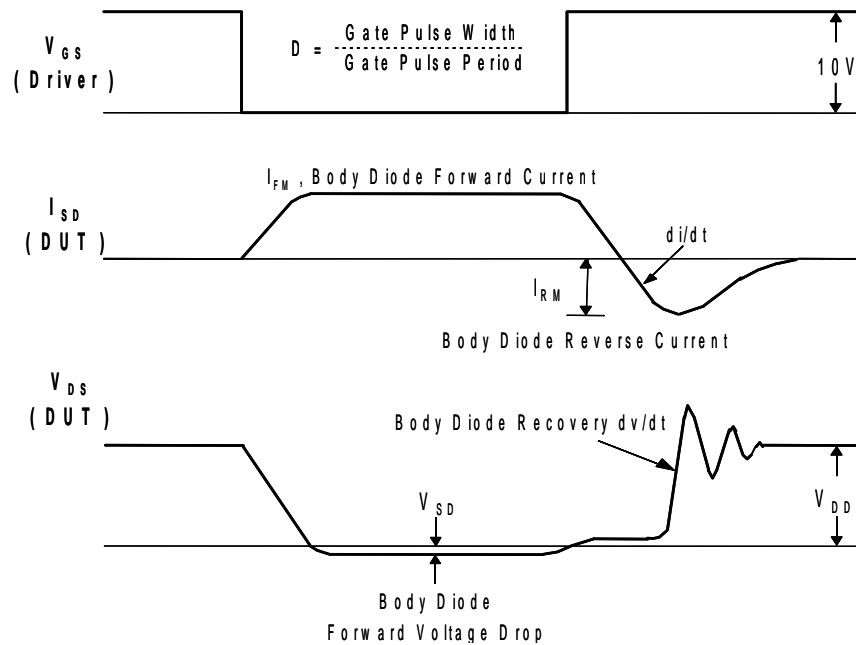 V GS
(Driver)
D = Gate Pulse Width
Gate Pulse Period
10V
I FM , Body Diode Forward Current
I SD
(DUT)
di/dt
I RM
Body Diode Reverse Current
V DS
(DUT)
Body Diode Recovery dv/dt
V SD
V DD
Body Diode
Forward Voltage Drop